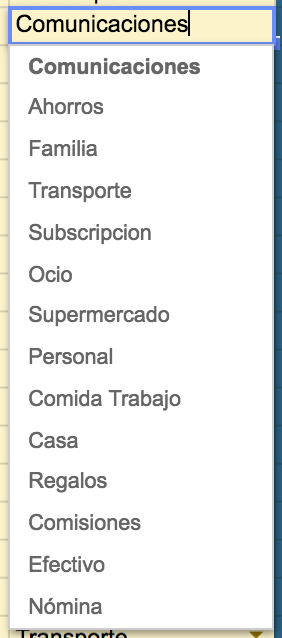 Comunicaciones
Comunicaciones
Ahorros
Familia
Transporte
Subscripcion
Ocio
Supermercado
Personal
Comida Trabajo
Casa
Regalos
Comisiones
Efectivo
Nómina
Transporte